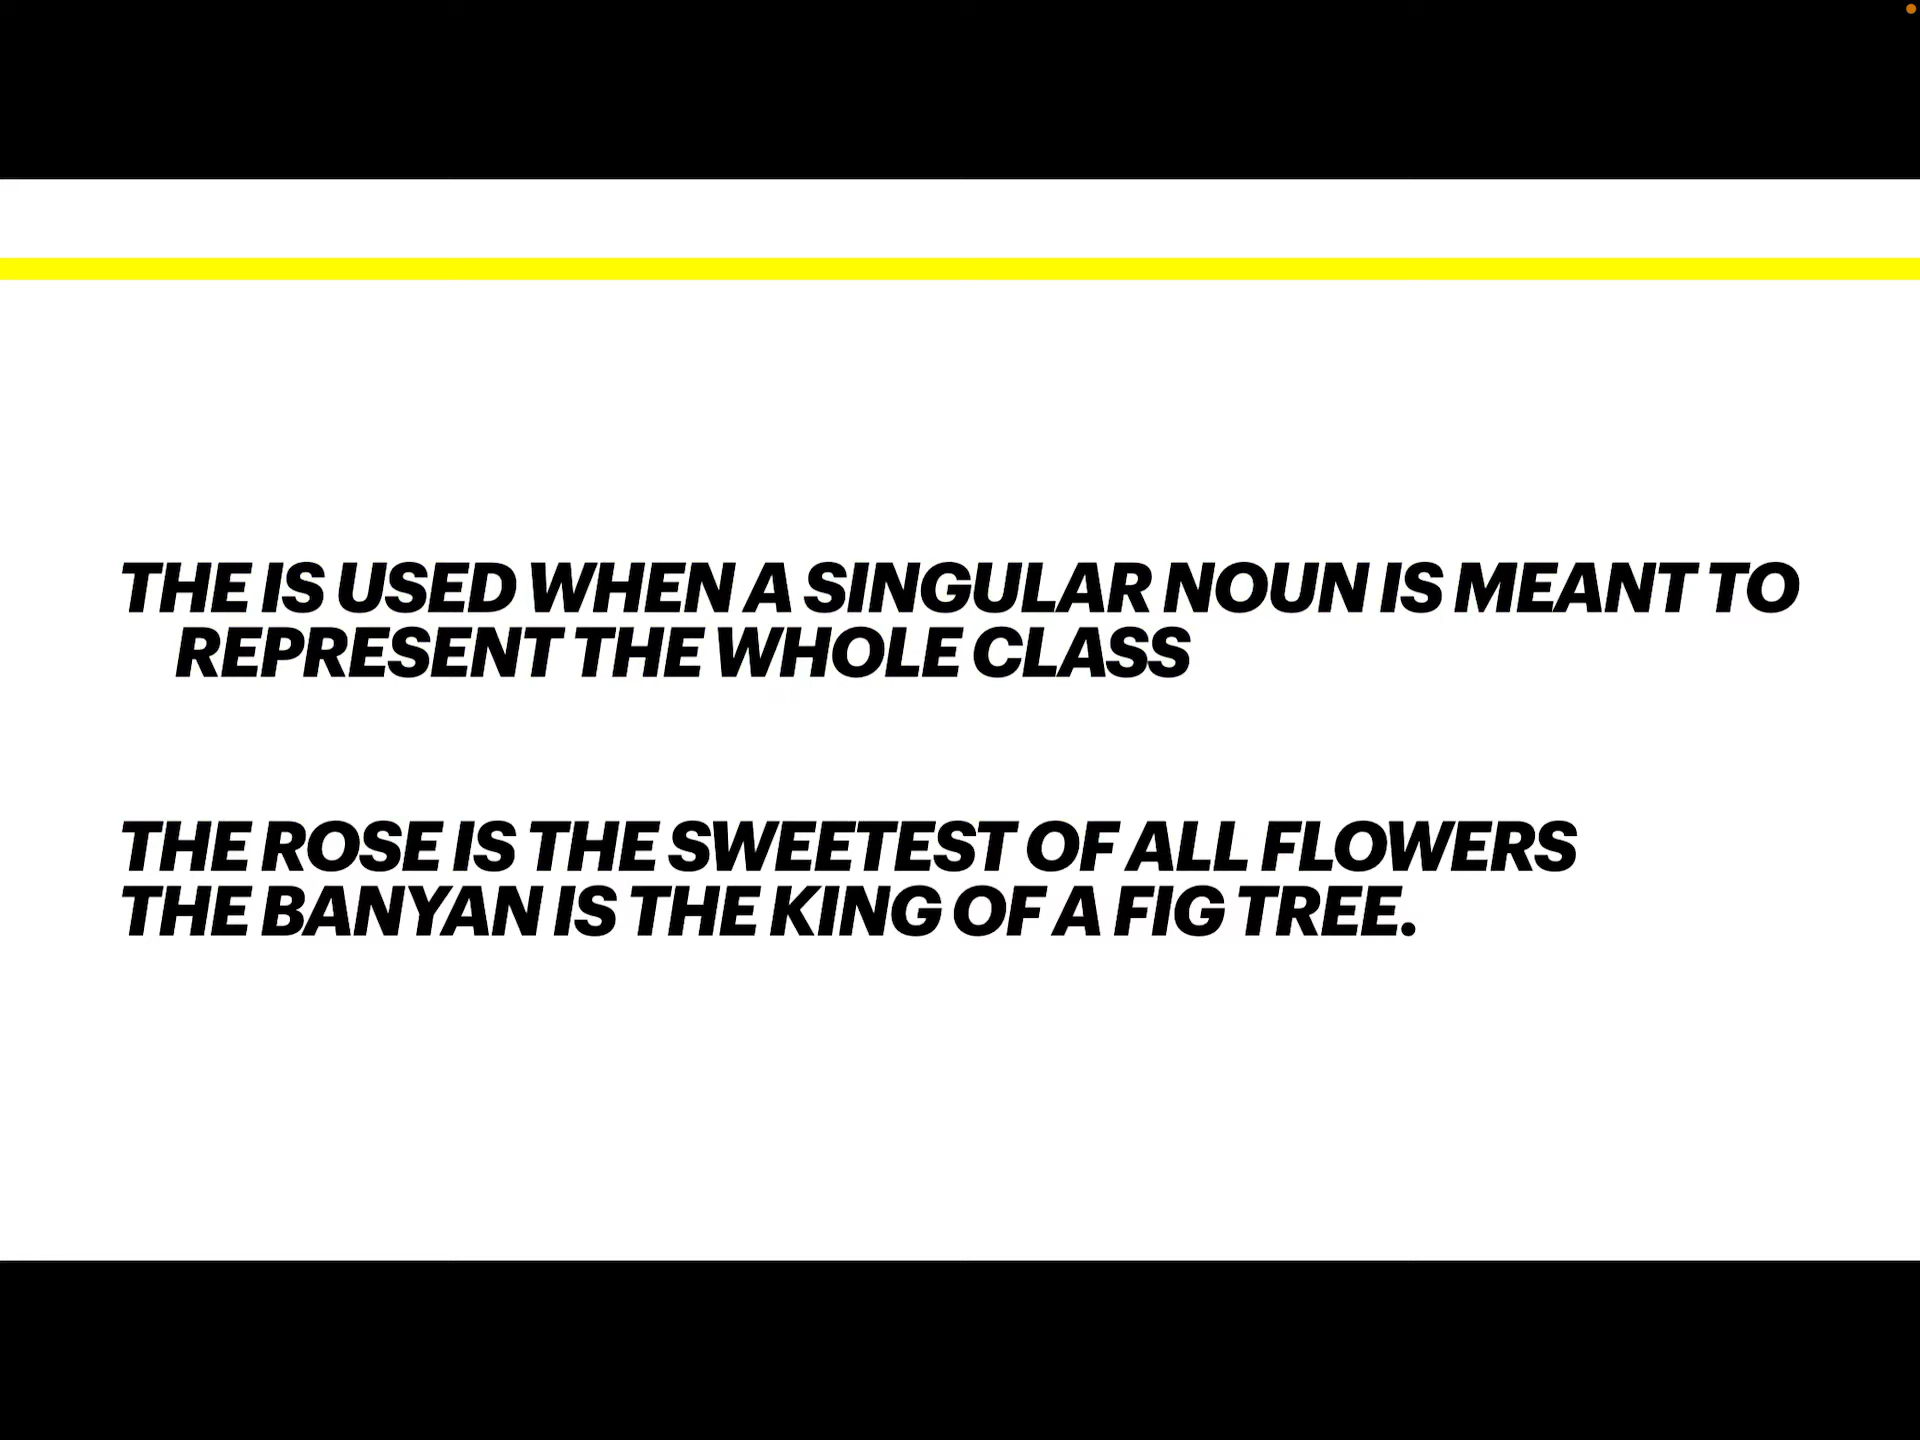 THE IS USED WHEN A SINGULAR NOUN IS MEANT TO
REPRESENT THE WHOLE CLASS
THE ROSE IS THE SWEETEST OF ALL FLOWERS
THE BANYAN IS THE KING OF A FIG TREE.